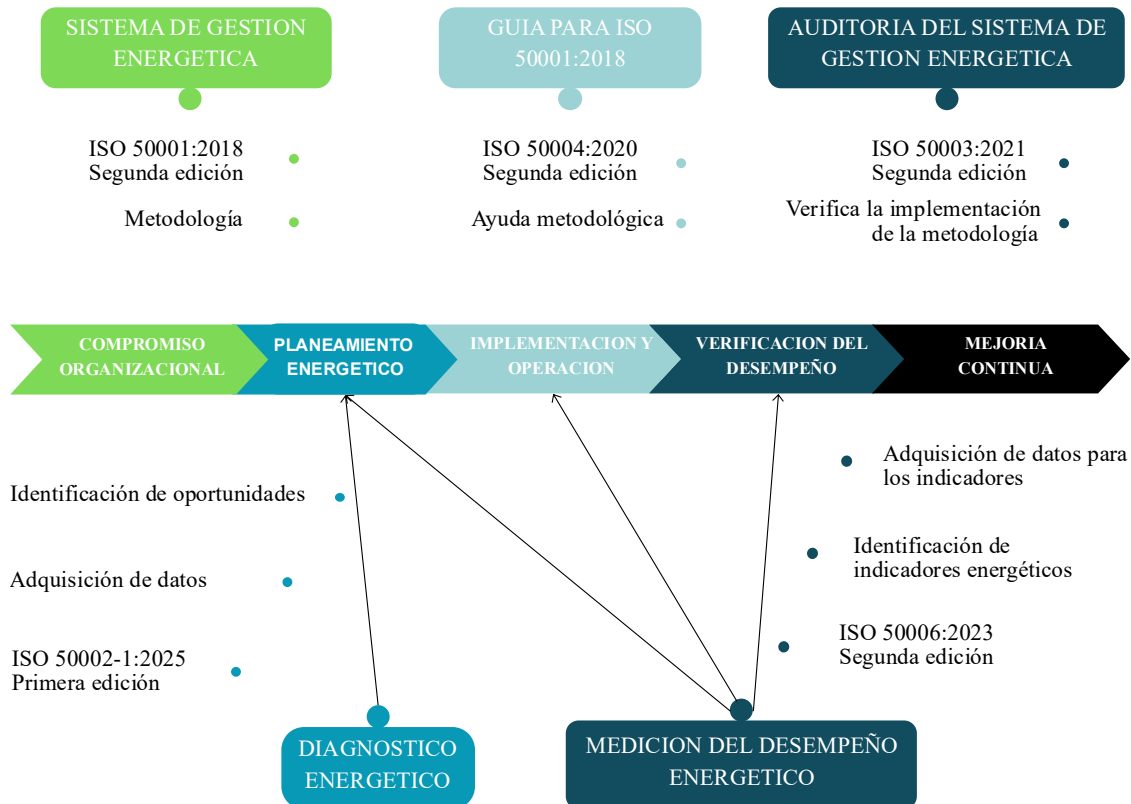 SISTEMA DE GESTION
ENERGETICA
GUIA PARA ISO
50001:2018
AUDITORIA DEL SISTEMA DE
GESTION ENERGETICA
ISO 50001:2018
Segunda edición
Metodología
ISO 50004:2020
Segunda edición
Ayuda metodológica
ISO 50003:2021
Segunda edición
Verifica la implementación
de la metodología
COMPROMISO
ORGANIZACIONAL
PLANEAMIENTO
ENERGETICO
IMPLEMENTACION Y
OPERACION
VERIFICACION DEL
DESEMPEÑO
MEJORIA
CONTINUA
Identificación de oportunidades
Adquisición de datos
ISO 50002-1:2025
Primera edición
Adquisición de datos para
los indicadores
Identificación de
indicadores energéticos
ISO 50006:2023
Segunda edición
DIAGNOSTICO
ENERGETICO
MEDICION DEL DESEMPEÑO
ENERGETICO